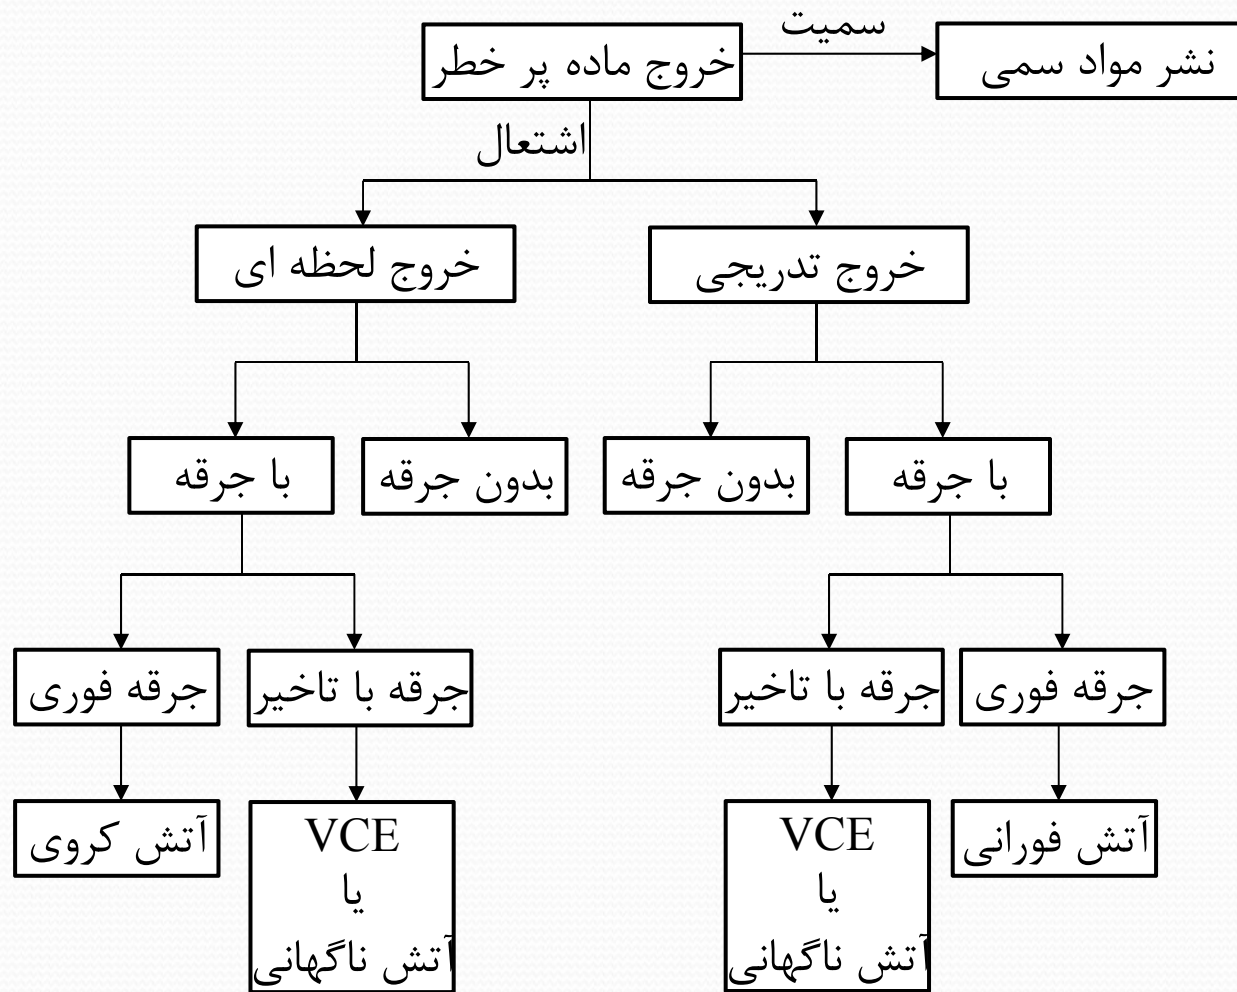 سمیت
خروج ماده پر خطر
نشر مواد سمی
اشتعال
خروج تدریجی
خروج لحظه ای
با جرقه
بدون جرقه
بدون جرقه
با جرقه
جرقه فوری
جرقه با تاخیر
جرقه با تاخیر
جرقه فوری
آتش فورانی
VCE
یا
آتش ناگهانی
VCE
یا
آتش ناگهانی
آتش کروی